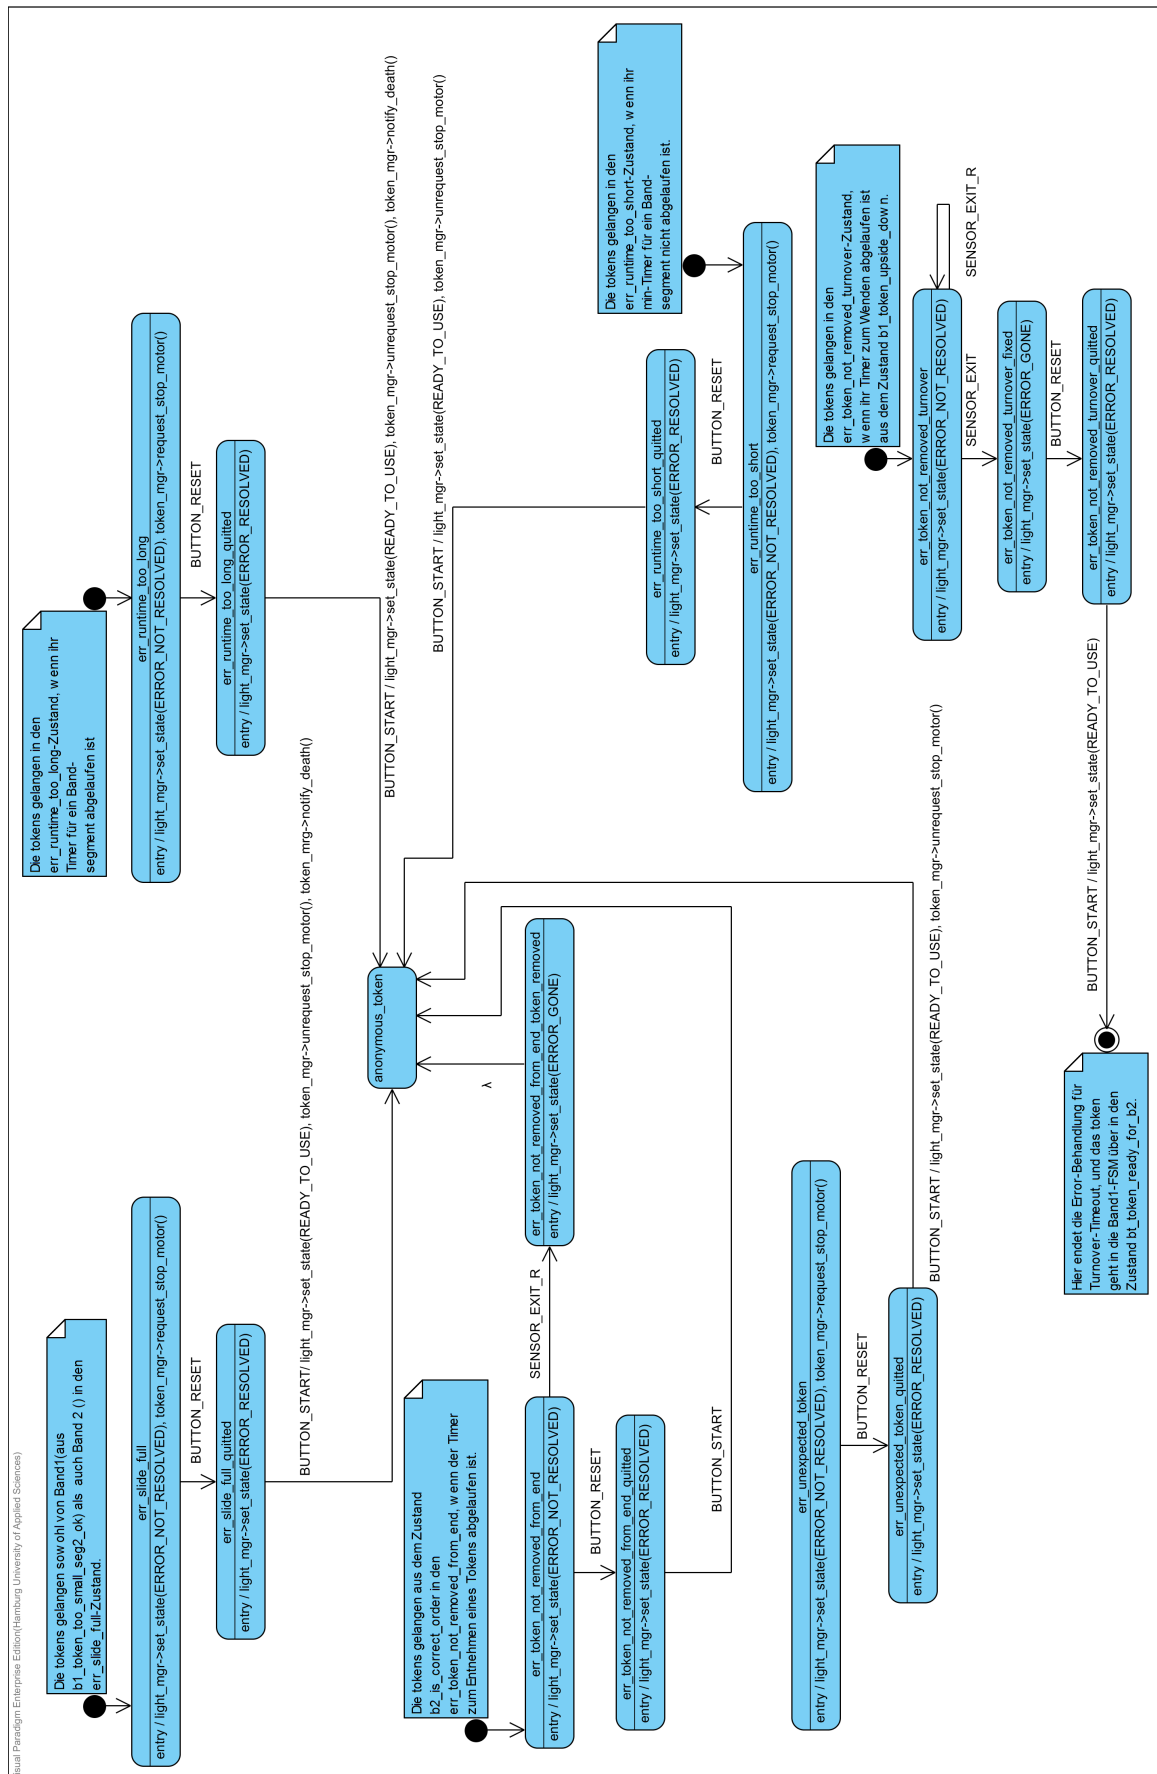 Visual Paradigm Enterprise Edition(Hamburg University of Applied Sciences)
Die tokens gelangen sowohl von Band1(aus
b1_token_too_small_seg2_ok) als auch Band 2 () in den
err_slide_full-Zustand.
err_slide_full
entry / light_mgr->set_state(ERROR_NOT_RESOLVED), token_mgr->request_stop_motor()
BUTTON_RESET
err_slide_full_quitted
entry / light_mgr->set_state(ERROR_RESOLVED)
BUTTON_START/ light_mgr->set_state(READY_TO_USE), token_mgr->unrequest_stop_motor(), token_mrg->notify_death()
Die tokens gelangen in den
err_runtime_too_long-Zustand, wenn ihr
Timer für ein Band-
segment abgelaufen ist
err_runtime_too_long
entry / light_mgr->set_state(ERROR_NOT_RESOLVED), token_mgr->request_stop_motor()
BUTTON_RESET
err_runtime_too_long_quitted
entry / light_mgr->set_state(ERROR_RESOLVED)
BUTTON_START / light_mgr->set_state(READY_TO_USE), token_mgr->unrequest_stop_motor(), token_mgr->notify_death()
BUTTON_START / light_mgr->set_state(READY_TO_USE), token_mgr->unrequest_stop_motor()
anonymous_token
Die tokens gelangen aus dem Zustand
b2_is_correct_order in den
err_token_not_removed_from_end, wenn der Timer
zum Entnehmen eines Tokens abgelaufen ist.
err_token_not_removed_from_end
entry / light_mgr->set_state(ERROR_NOT_RESOLVED)
SENSOR_EXIT_R
err_token_not_removed_from_end_token_removed
entry / light_mgr->set_state(ERROR_GONE)
λ
BUTTON_RESET
err_token_not_removed_from_end_quitted
entry / light_mgr->set_state(ERROR_RESOLVED)
BUTTON_START
Die tokens gelangen in den
err_runtime_too_short-Zustand, wenn ihr
min-Timer für ein Band-
segment nicht abgelaufen ist.
err_runtime_too_short_quitted
entry / light_mgr->set_state(ERROR_RESOLVED)
BUTTON_RESET
err_runtime_too_short
entry / light_mgr->set_state(ERROR_NOT_RESOLVED), token_mgr->request_stop_motor()
err_unexpected_token
entry / light_mgr->set_state(ERROR_NOT_RESOLVED), token_mgr->request_stop_motor()
BUTTON_RESET
err_unexpected_token_quitted
entry / light_mgr->set_state(ERROR_RESOLVED)
BUTTON_START / light_mgr->set_state(READY_TO_USE), token_mgr->unrequest_stop_motor()
Die tokens gelangen in den
err_token_not_removed_turnover-Zustand,
wenn ihr Timer zum Wenden abgelaufen ist
aus dem Zustand b1_token_upside_down.
err_token_not_removed_turnover
entry / light_mgr->set_state(ERROR_NOT_RESOLVED)
SENSOR_EXIT_R
SENSOR_EXIT
err_token_not_removed_turnover_fixed
entry / light_mgr->set_state(ERROR_GONE)
BUTTON_RESET
err_token_not_removed_turnover_quitted
entry / light_mgr->set_state(ERROR_RESOLVED)
BUTTON_START / light_mgr->set_state(READY_TO_USE)
Hier endet die Error-Behandlung für
Turnover-Timeout, und das token
geht in die Band1-FSM über in den
Zustand bt_token_ready_for_b2.